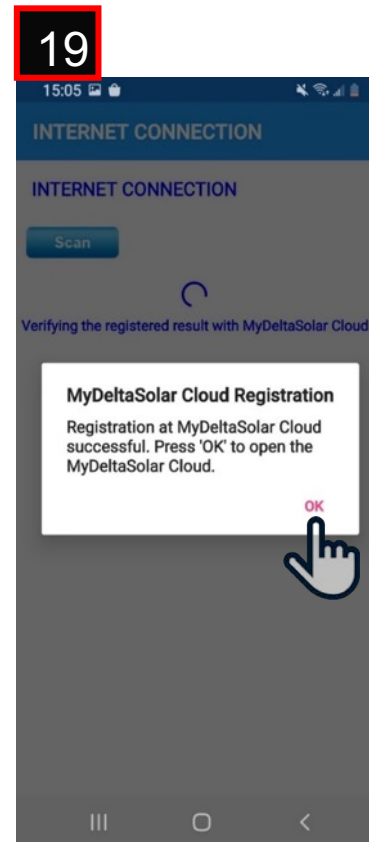 19
15:05
INTERNET CONNECTION
INTERNET CONNECTION
Scan
Verifying the registered result with MyDeltaSolar Cloud
MyDeltaSolar Cloud Registration
Registration at MyDeltaSolar Cloud
successful. Press 'OK' to open the
MyDeltaSolar Cloud.
OK